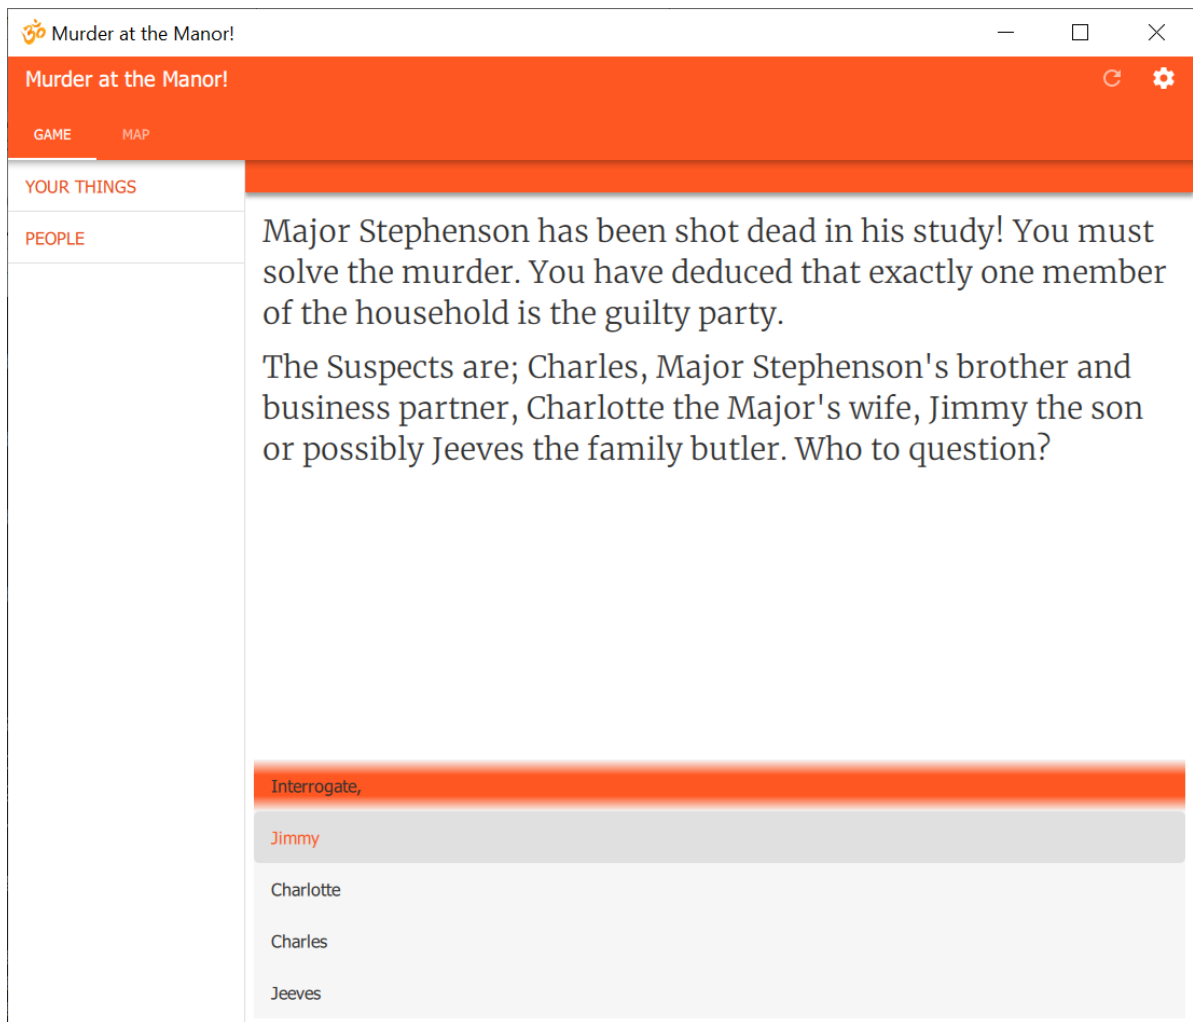 ॐ Murder at the Manor!
Murder at the Manor!
GAME MAP
YOUR THINGS
PEOPLE
Major Stephenson has been shot dead in his study! You must
solve the murder. You have deduced that exactly one member
of the household is the guilty party.
The Suspects are; Charles, Major Stephenson's brother and
business partner, Charlotte the Major's wife, Jimmy the son
or possibly Jeeves the family butler. Who to question?
Interrogate,
Jimmy
Charlotte
Charles
Jeeves